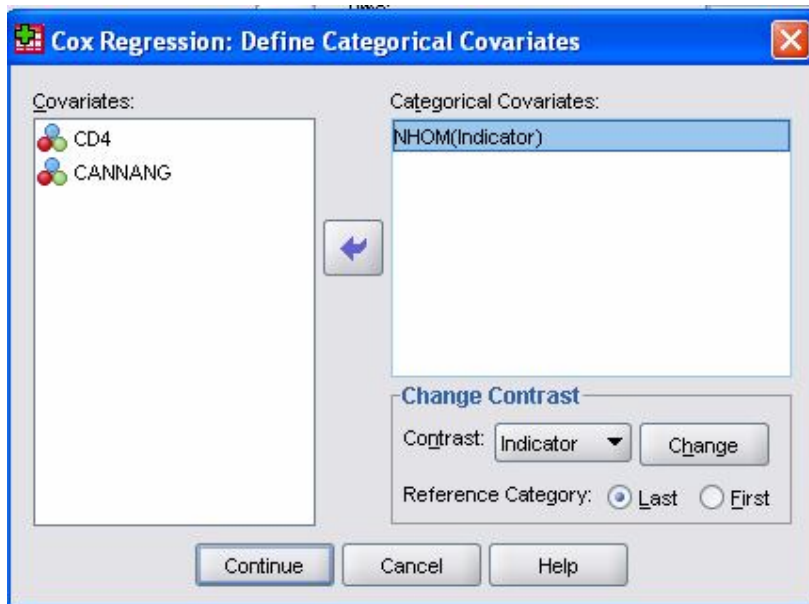 Time:
Cox Regression: Define Categorical Covariates
Covariates:
CD4
CANNANG
Categorical Covariates:
NHOM(Indicator)
Change Contrast
Contrast: Indicator Change
Reference Category: Last First
Continue Cancel Help